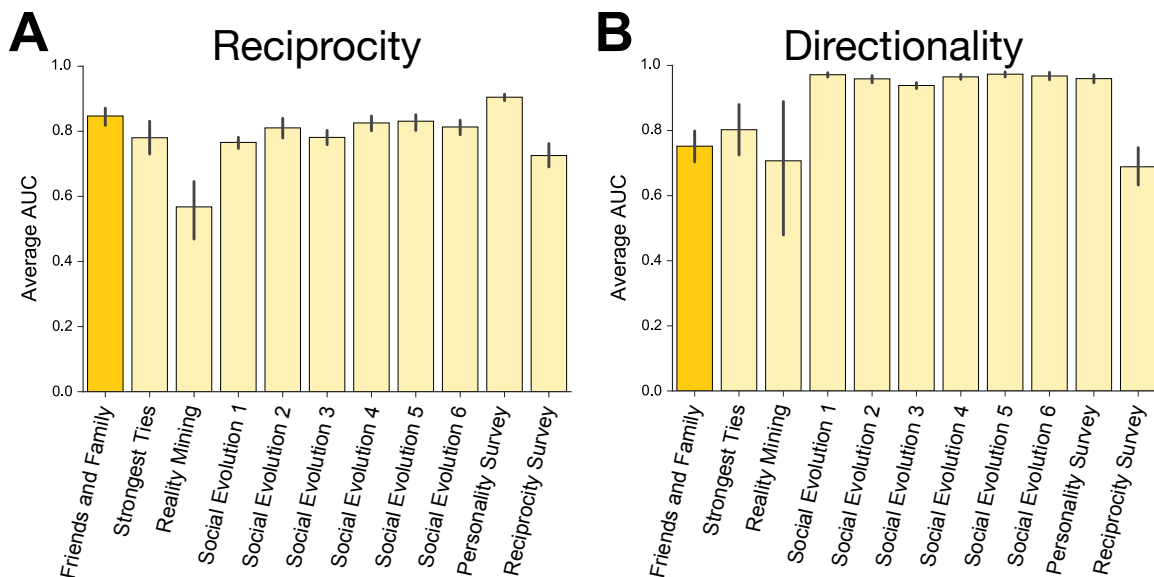 A
Reciprocity
Average AUC
1.0
0.8
0.6
0.4
0.2
0.0
Friends and Family
Strongest Ties
Reality Mining
Social Evolution 1
Social Evolution 2
Social Evolution 3
Social Evolution 4
Social Evolution 5
Social Evolution 6
Personality Survey
Reciprocity Survey
B
Directionality
Average AUC
1.0
0.8
0.6
0.4
0.2
0.0
Friends and Family
Strongest Ties
Reality Mining
Social Evolution 1
Social Evolution 2
Social Evolution 3
Social Evolution 4
Social Evolution 5
Social Evolution 6
Personality Survey
Reciprocity Survey